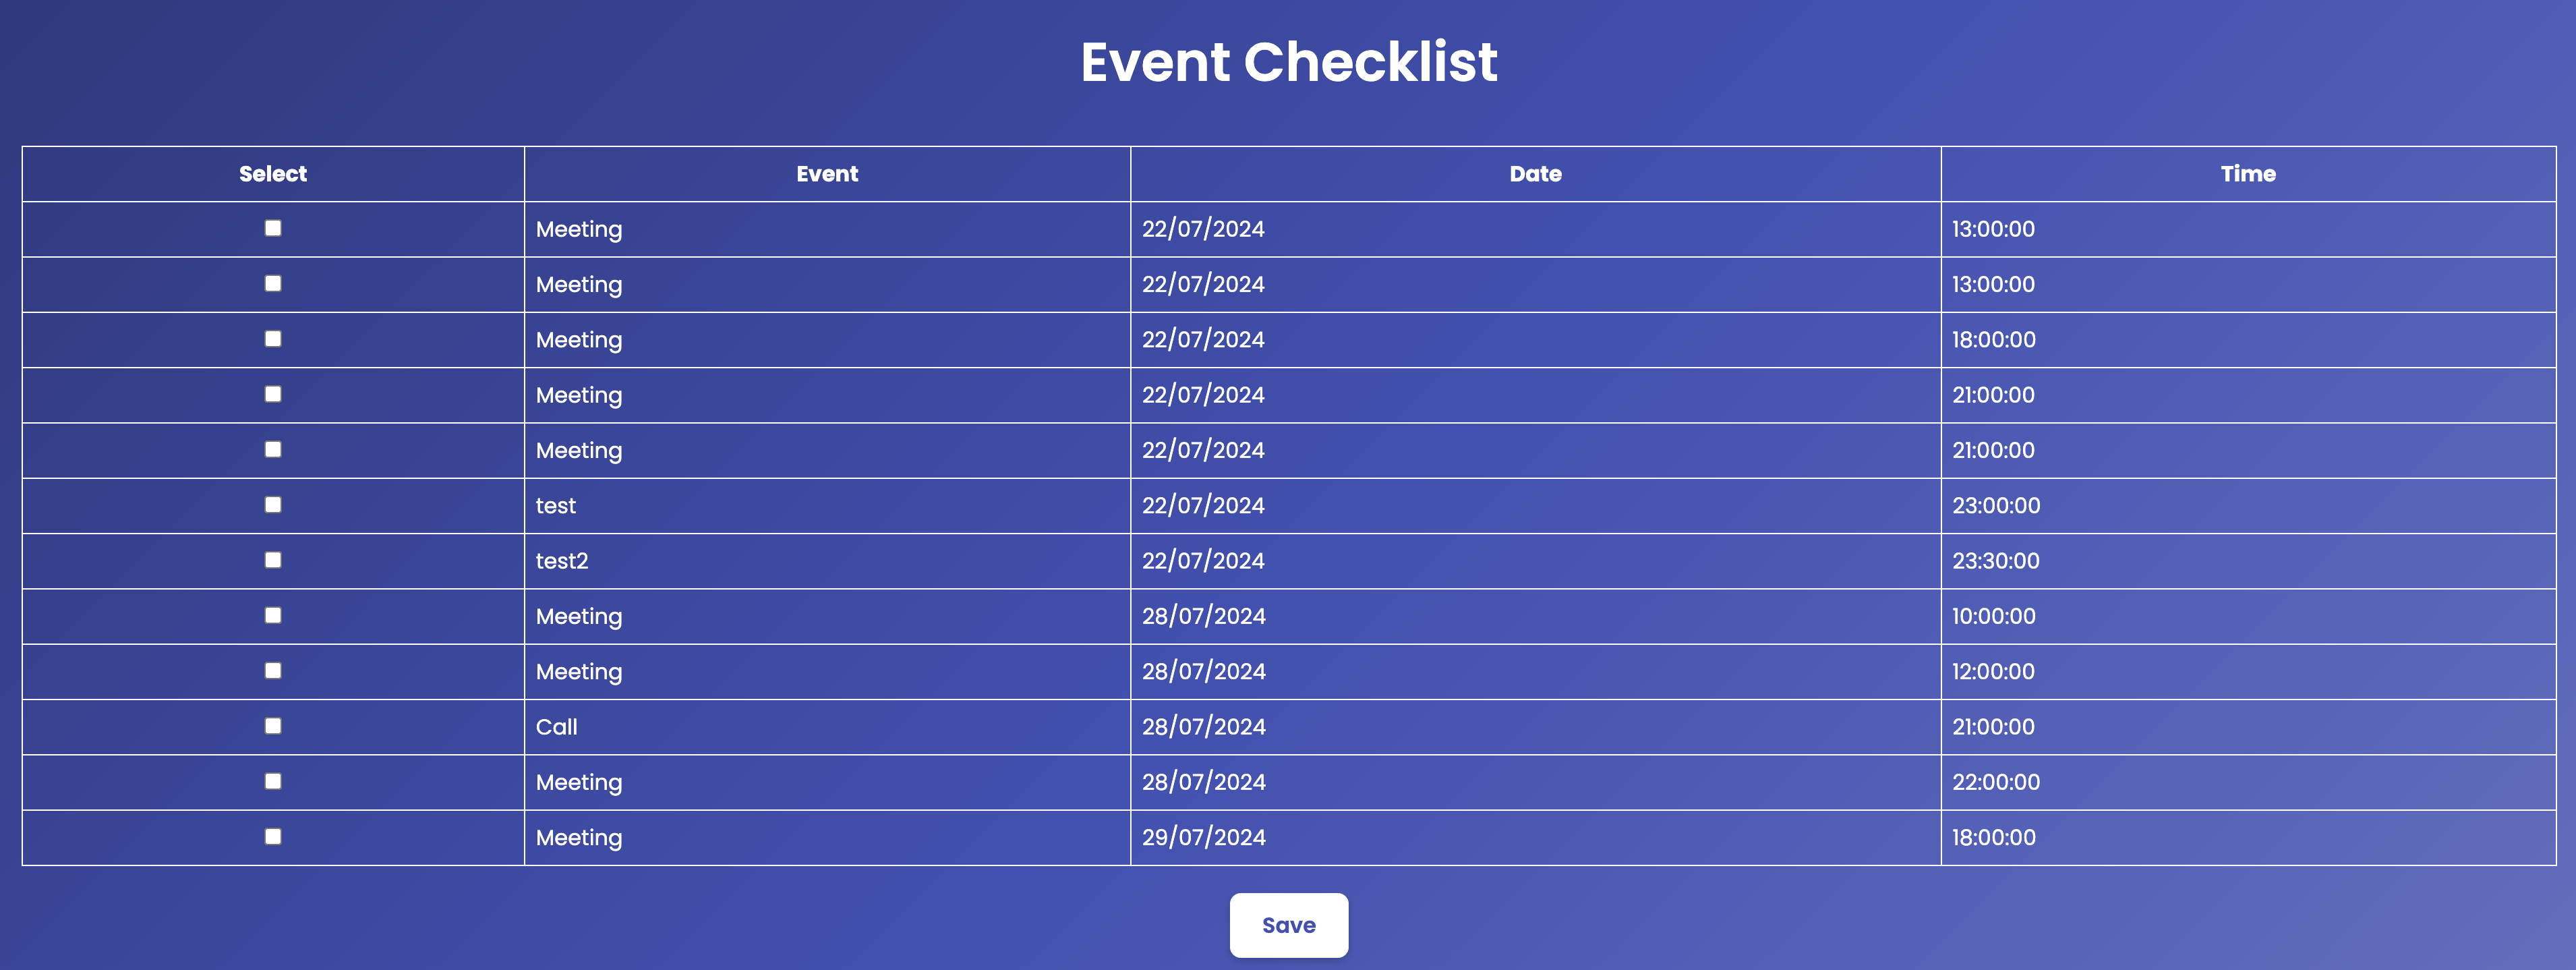 Event Checklist
Select Event Date Time
Meeting 22/07/2024 13:00:00
Meeting 22/07/2024 13:00:00
Meeting 22/07/2024 18:00:00
Meeting 22/07/2024 21:00:00
Meeting 22/07/2024 21:00:00
test 22/07/2024 23:00:00
test2 22/07/2024 23:30:00
Meeting 28/07/2024 10:00:00
Meeting 28/07/2024 12:00:00
Call 28/07/2024 21:00:00
Meeting 28/07/2024 22:00:00
Meeting 29/07/2024 18:00:00
Save